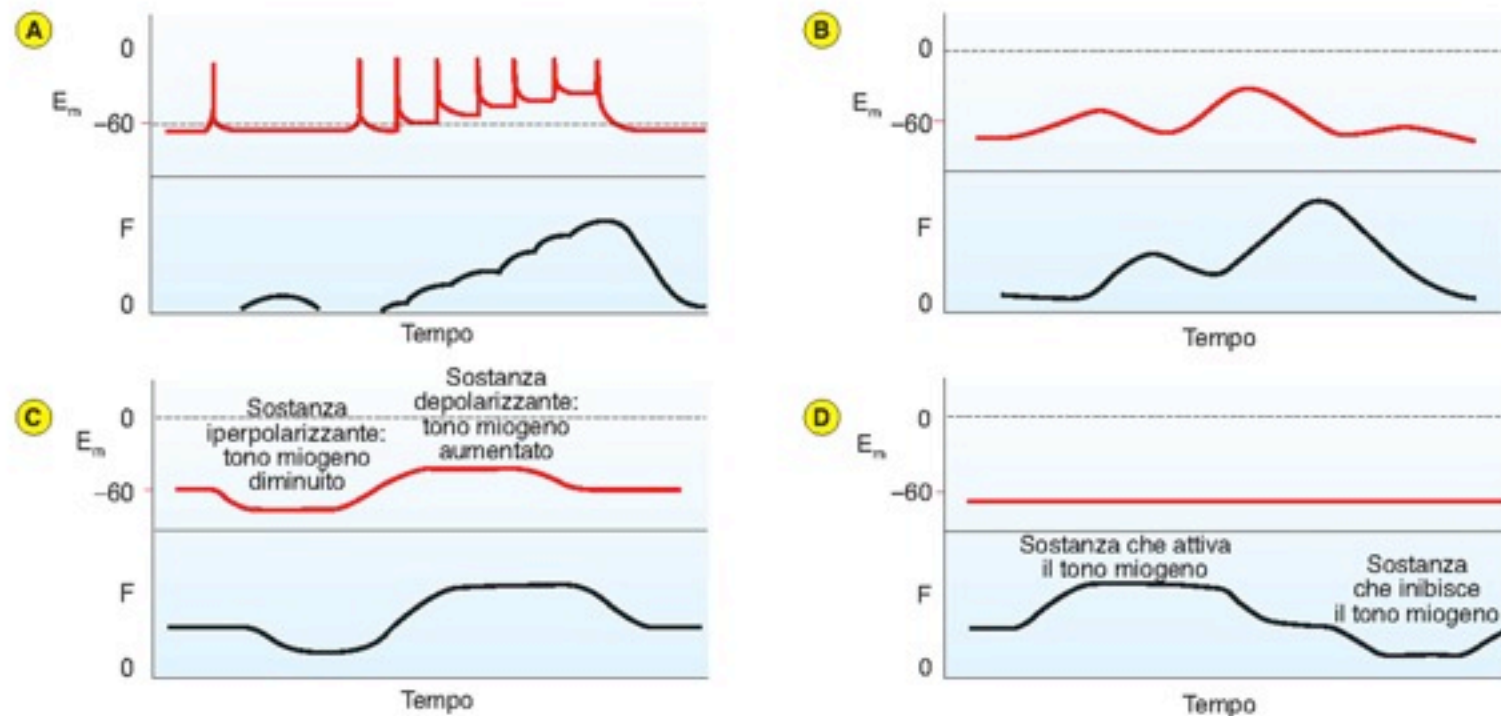 A
0
Em
−60
F
0
Tempo
B
0
Em
−60
F
0
Tempo
C
0
Em
−60
Sostanza
iperpolarizzante:
tono miogeno
diminuito
Sostanza
depolarizzante:
tono miogeno
aumentato
F
0
Tempo
D
0
Em
−60
Sostanza che attiva
il tono miogeno
Sostanza
che inibisce
il tono miogeno
F
0
Tempo